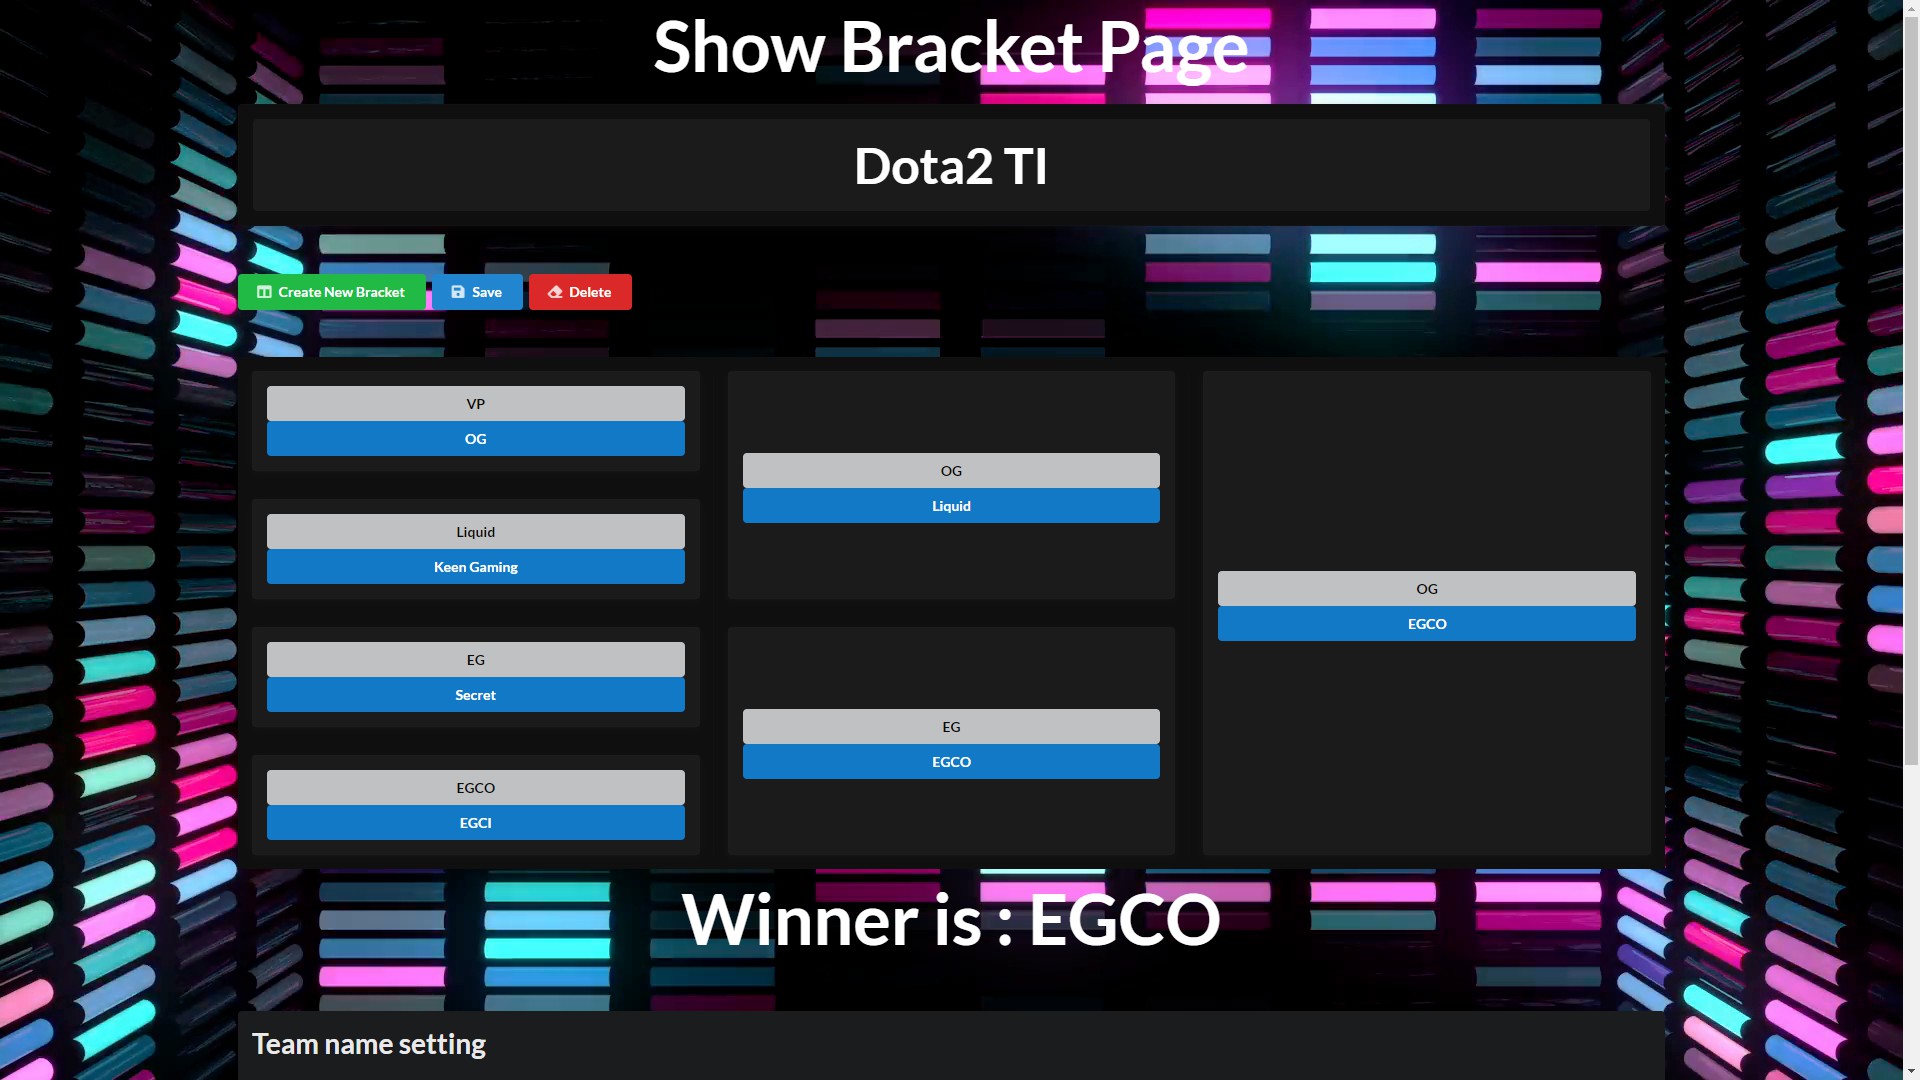 Show Bracket Page
Dota2 TI
Create New Bracket
Save
Delete
VP
OG
Liquid
Keen Gaming
EG
Secret
EGCO
EGCI
OG
Liquid
EG
EGCO
OG
EGCO
Winner is : EGCO
Team name setting